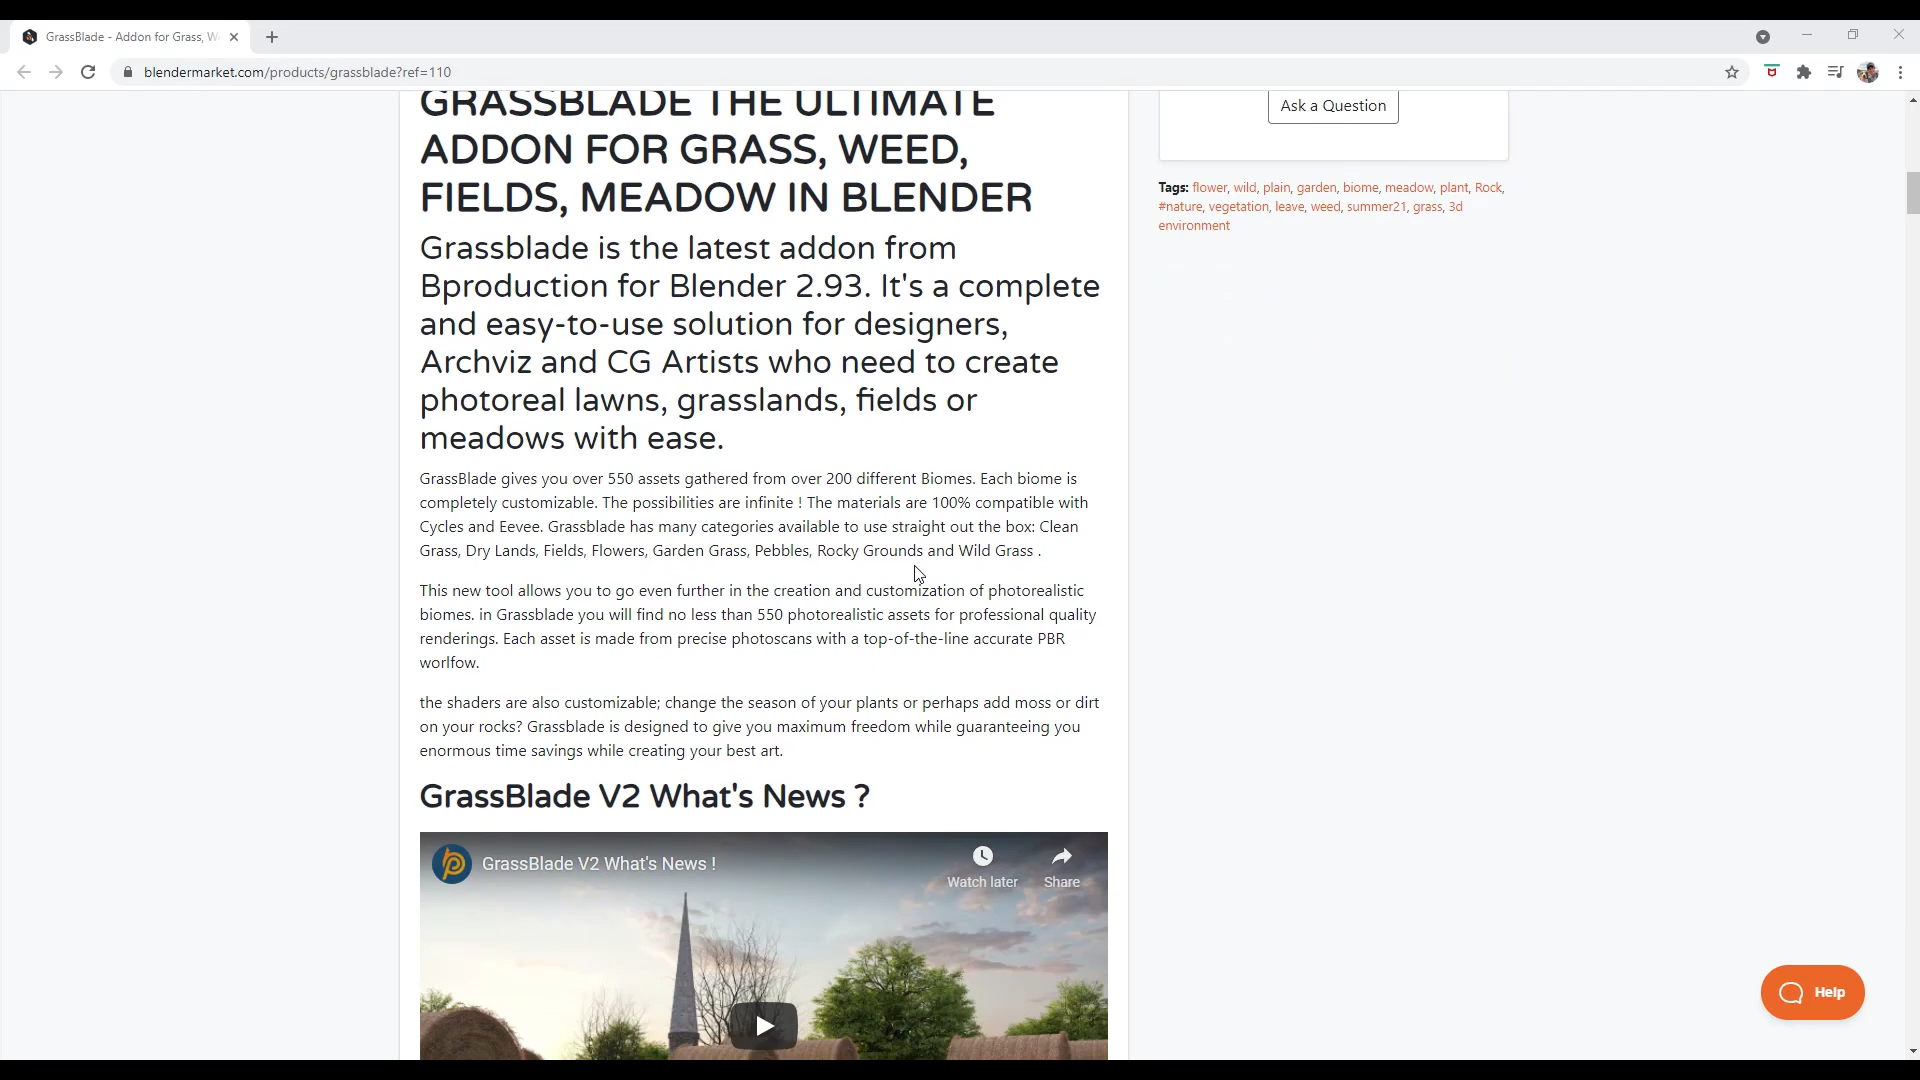 GrassBlade - Addon for Grass, W
blendermarket.com/products/grassblade?ref=110
GRASSBLADE THE ULTIMATE
ADDON FOR GRASS, WEED,
FIELDS, MEADOW IN BLENDER
Grassblade is the latest addon from
Bproduction for Blender 2.93. It's a complete
and easy-to-use solution for designers,
Archviz and CG Artists who need to create
photoreal lawns, grasslands, fields or
meadows with ease.
GrassBlade gives you over 550 assets gathered from over 200 different Biomes. Each biome is
completely customizable. The possibilities are infinite ! The materials are 100% compatible with
Cycles and Eevee. Grassblade has many categories available to use straight out the box: Clean
Grass, Dry Lands, Fields, Flowers, Garden Grass, Pebbles, Rocky Grounds and Wild Grass .
This new tool allows you to go even further in the creation and customization of photorealistic
biomes. in Grassblade you will find no less than 550 photorealistic assets for professional quality
renderings. Each asset is made from precise photoscans with a top-of-the-line accurate PBR
worlfow.
the shaders are also customizable; change the season of your plants or perhaps add moss or dirt
on your rocks? Grassblade is designed to give you maximum freedom while guaranteeing you
enormous time savings while creating your best art.
GrassBlade V2 What's News ?
GrassBlade V2 What's News !
Watch later
Share
Ask a Question
Tags: flower, wild, plain, garden, biome, meadow, plant, Rock,
#nature, vegetation, leave, weed, summer21, grass, 3d
environment
Help